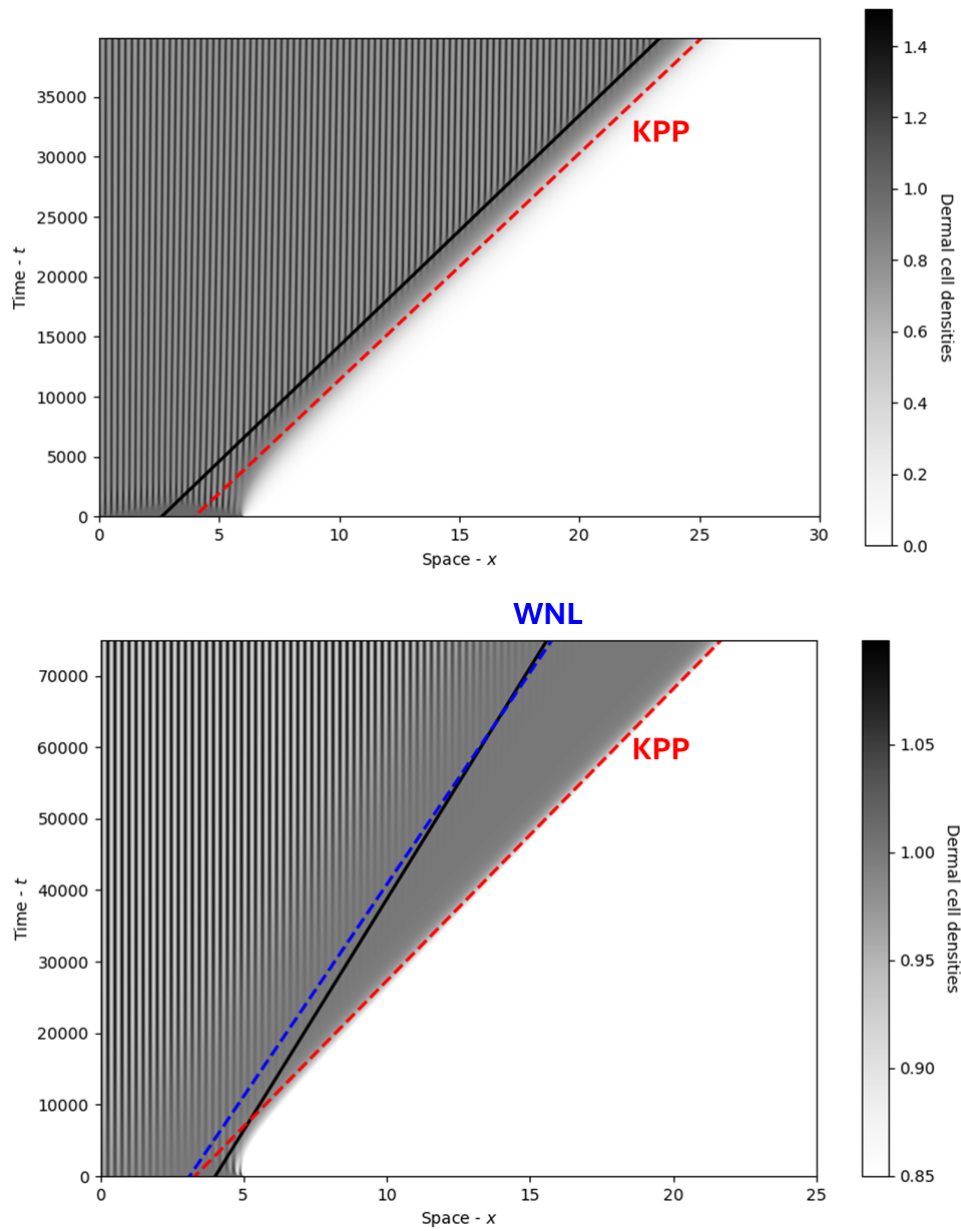 35000
30000
25000
20000
15000
10000
5000
0
Time - t
0 5 10 15 20 25 30
Space - x
KPP
1.4
1.2
1.0
0.8
0.6
0.4
0.2
0.0
Dermal cell densities
WNL
70000
60000
50000
40000
30000
20000
10000
0
Time - t
0 5 10 15 20 25
Space - x
KPP
1.05
1.00
0.95
0.90
0.85
Dermal cell densities